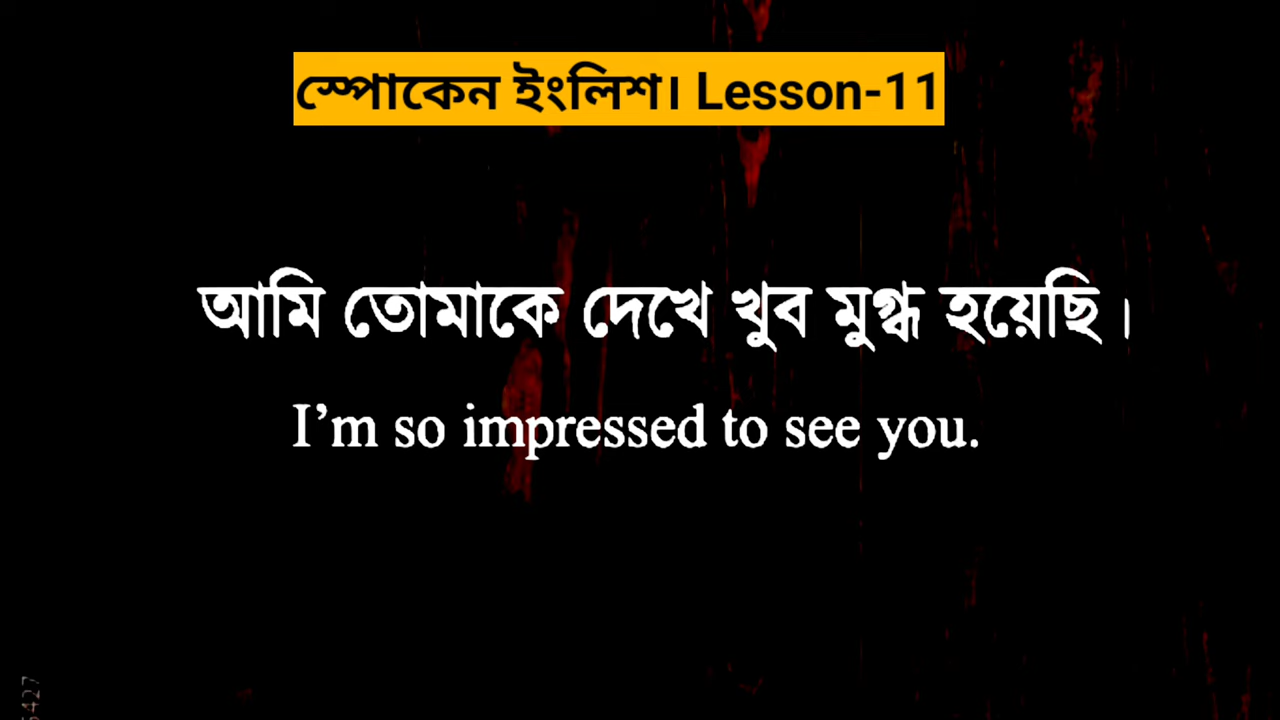 স্পোকেন ইংলিশ। Lesson-11
আমি তোমাকে দেখে খুব মুগ্ধ হয়েছি।
I’m so impressed to see you.